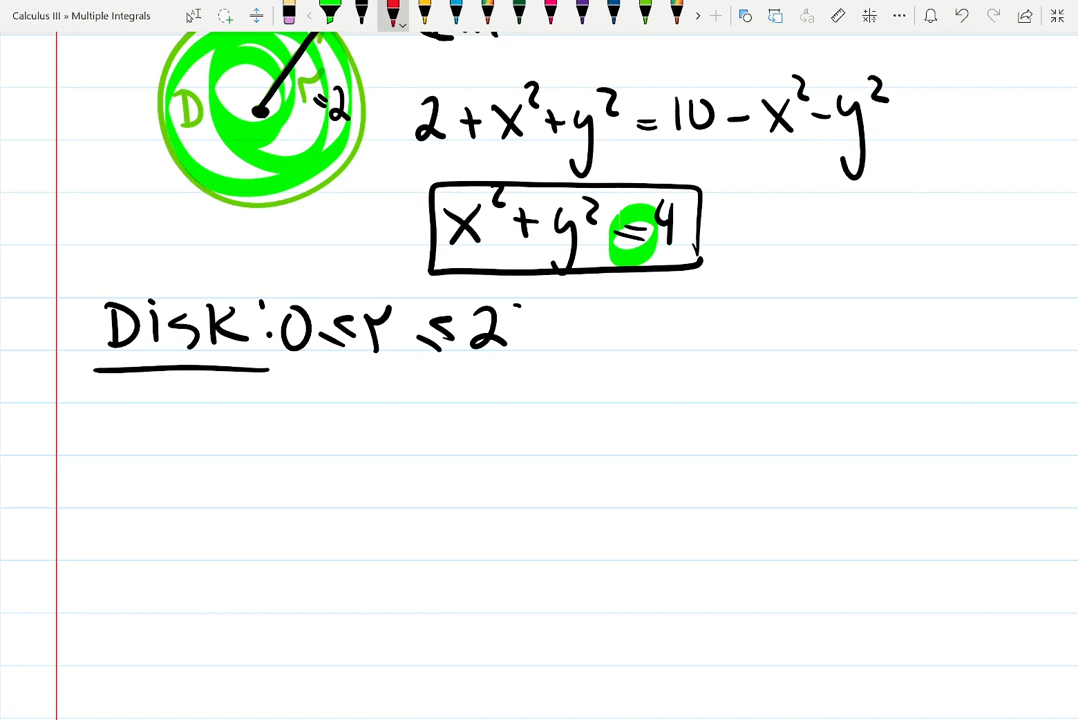 Calculus III » Multiple Integrals
D
r
= 2
2 + x² + y² = 10 - x² - y²
x² + y² = 4
Disk: 0 ≤ r ≤ 2